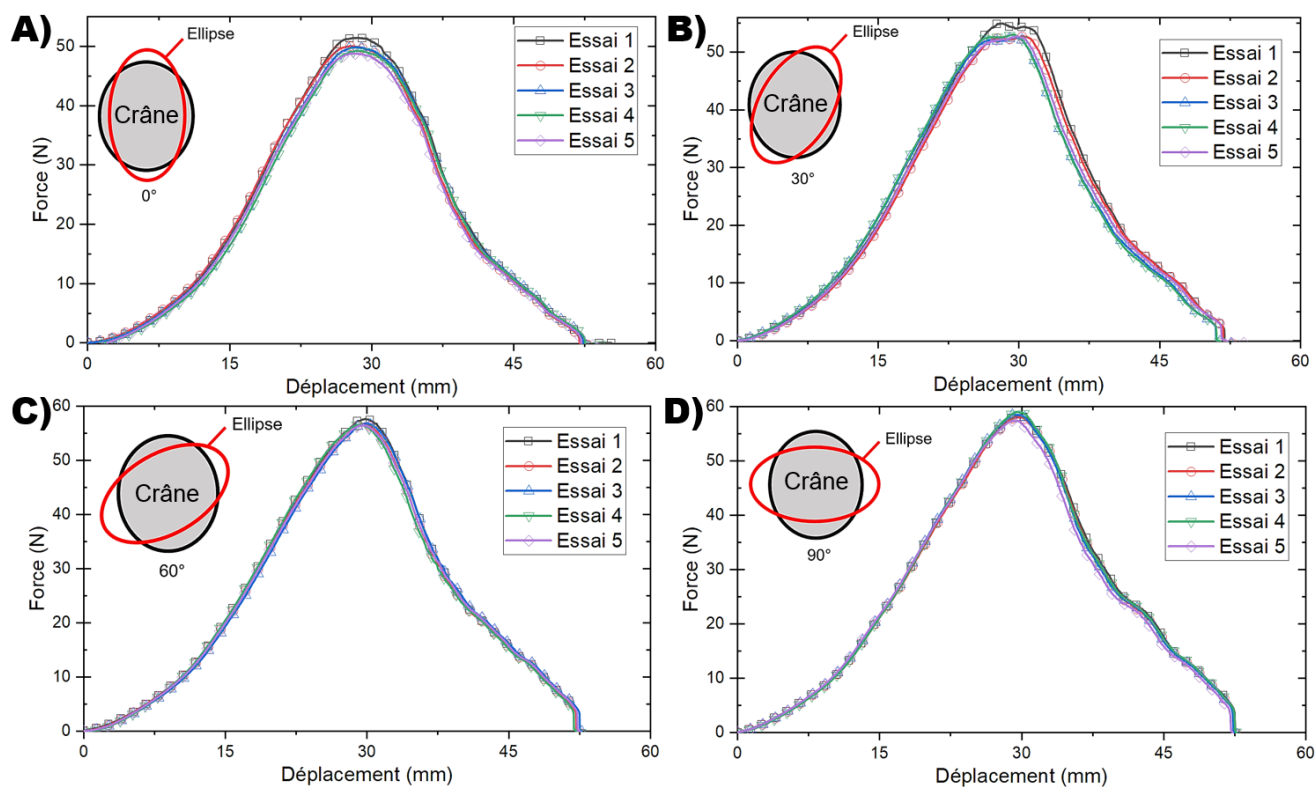 A)
Ellipse
Crâne
0°
Essai 1
Essai 2
Essai 3
Essai 4
Essai 5
Force (N)
50
40
30
20
10
0
0 15 30 45 60
Déplacement (mm)
B)
Ellipse
Crâne
30°
Essai 1
Essai 2
Essai 3
Essai 4
Essai 5
Force (N)
50
40
30
20
10
0
0 15 30 45 60
Déplacement (mm)
C)
Ellipse
Crâne
60°
Essai 1
Essai 2
Essai 3
Essai 4
Essai 5
Force (N)
60
50
40
30
20
10
0
0 15 30 45 60
Déplacement (mm)
D)
Ellipse
Crâne
90°
Essai 1
Essai 2
Essai 3
Essai 4
Essai 5
Force (N)
60
50
40
30
20
10
0
0 15 30 45 60
Déplacement (mm)